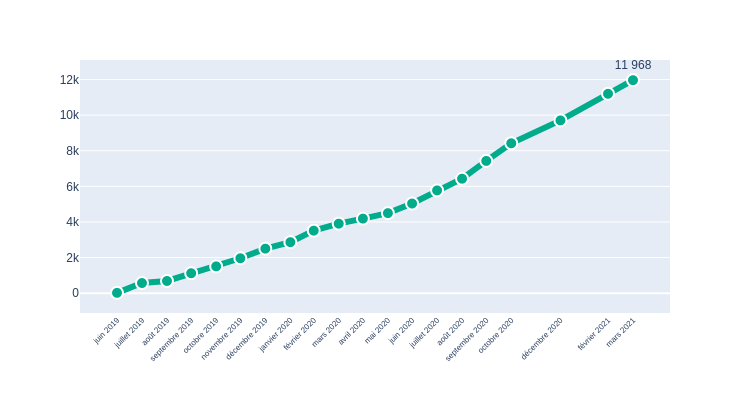 11 968
12k
10k
8k
6k
4k
2k
0
juin 2019
juillet 2019
août 2019
septembre 2019
octobre 2019
novembre 2019
décembre 2019
janvier 2020
février 2020
mars 2020
avril 2020
mai 2020
juin 2020
juillet 2020
août 2020
septembre 2020
octobre 2020
décembre 2020
février 2021
mars 2021